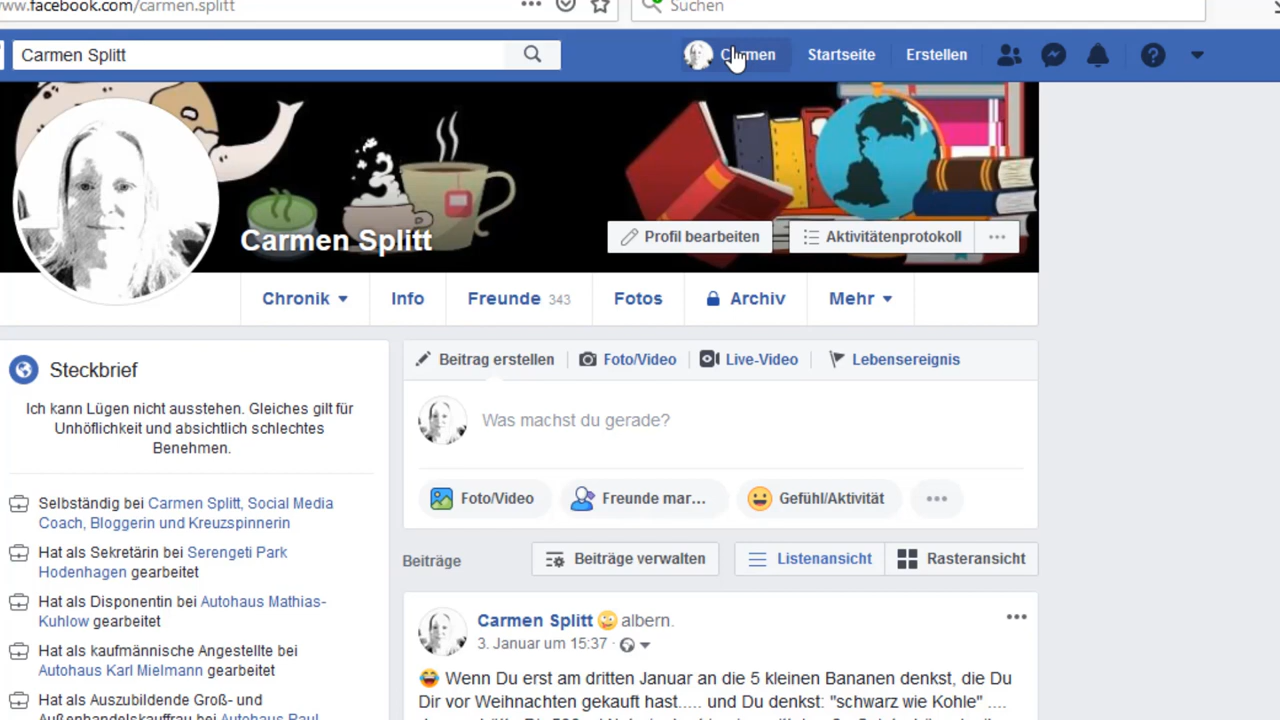 ww.facebook.com/carmen.splitt
Suchen
Carmen Splitt
Startseite
Erstellen
Carmen Splitt
Profil bearbeiten
Aktivitätenprotokoll
Chronik
Info
Freunde 343
Fotos
Archiv
Mehr
Steckbrief
Ich kann Lügen nicht ausstehen. Gleiches gilt für
Unhöflichkeit und absichtlich schlechtes
Benehmen.
Selbständig bei Carmen Splitt, Social Media
Coach, Bloggerin und Kreuzspinnerin
Hat als Sekretärin bei Serengeti Park
Hodenhagen gearbeitet
Hat als Disponentin bei Autohaus Mathias-
Kuhlow gearbeitet
Hat als kaufmännische Angestellte bei
Autohaus Karl Mielmann gearbeitet
Hat als Auszubildende Groß- und
Außenhandelskauffrau bei Autohaus Paul
Beitrag erstellen
Foto/Video
Live-Video
Lebensereignis
Was machst du gerade?
Foto/Video
Freunde mar...
Gefühl/Aktivität
Beiträge
Beiträge verwalten
Listenansicht
Rasteransicht
Carmen Splitt albern.
3. Januar um 15:37 ·
Wenn Du erst am dritten Januar an die 5 kleinen Bananen denkst, die Du
Dir vor Weihnachten gekauft hast..... und Du denkst: "schwarz wie Kohle" ....